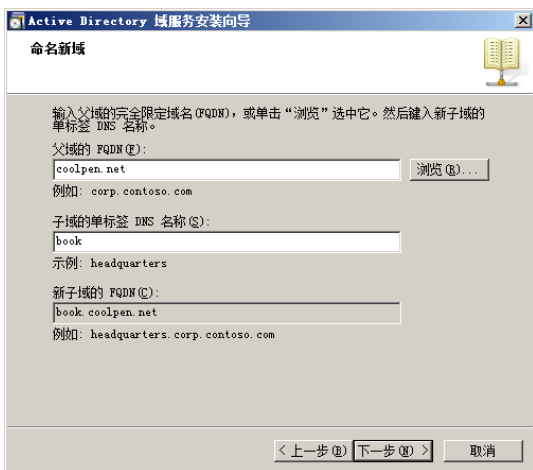 Active Directory 域服务安装向导
命名新域
输入父域的完全限定域名(FQDN)，或单击“浏览”选中它。然后键入新子域的
单标签 DNS 名称。
父域的 FQDN(F):
coolpen.net
浏览(R)...
例如: corp.contoso.com
子域的单标签 DNS 名称(S):
book
示例: headquarters
新子域的 FQDN(C):
book.coolpen.net
例如: headquarters.corp.contoso.com
<上一步(B) 下一步(N) > 取消